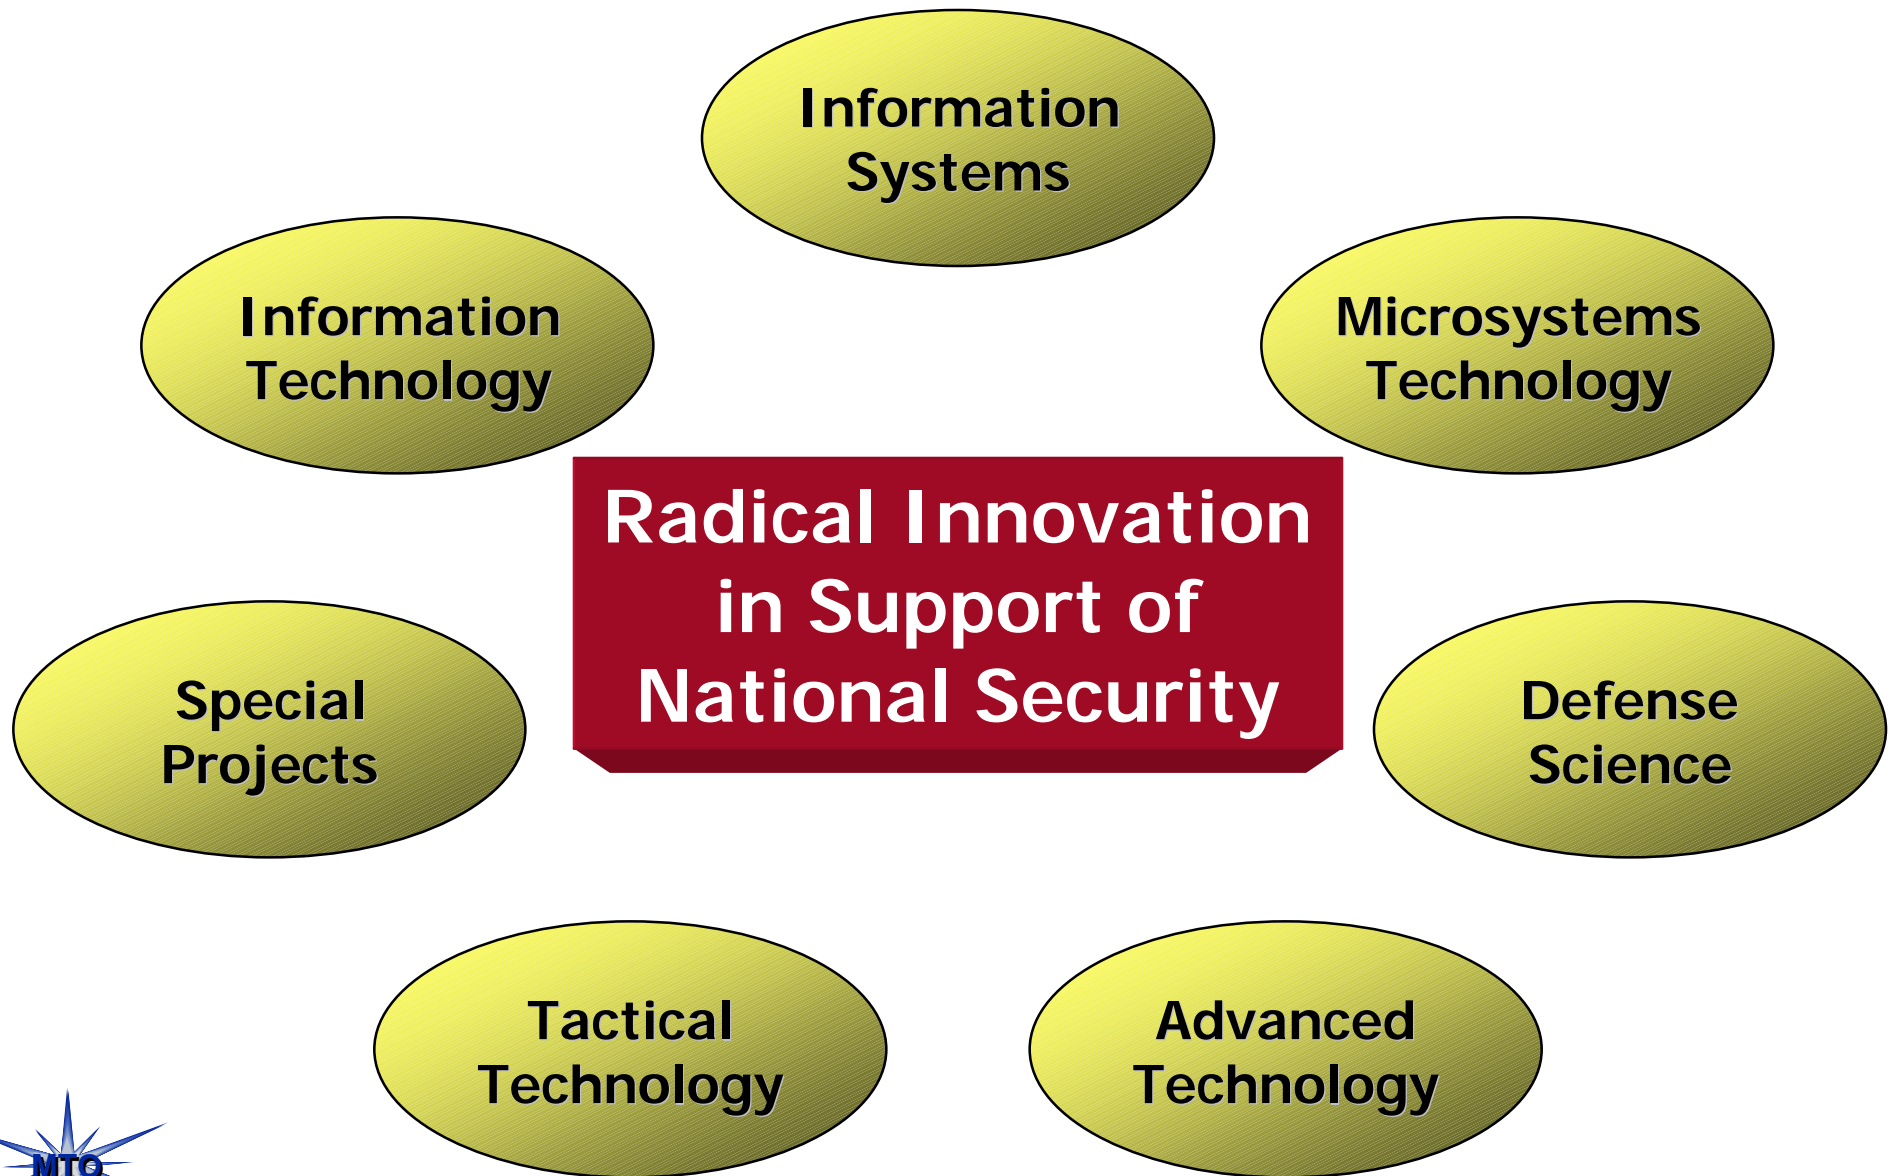 Information
Systems
Information
Technology
Microsystems
Technology
Radical Innovation
in Support of
National Security
Special
Projects
Defense
Science
Tactical
Technology
Advanced
Technology
MTO